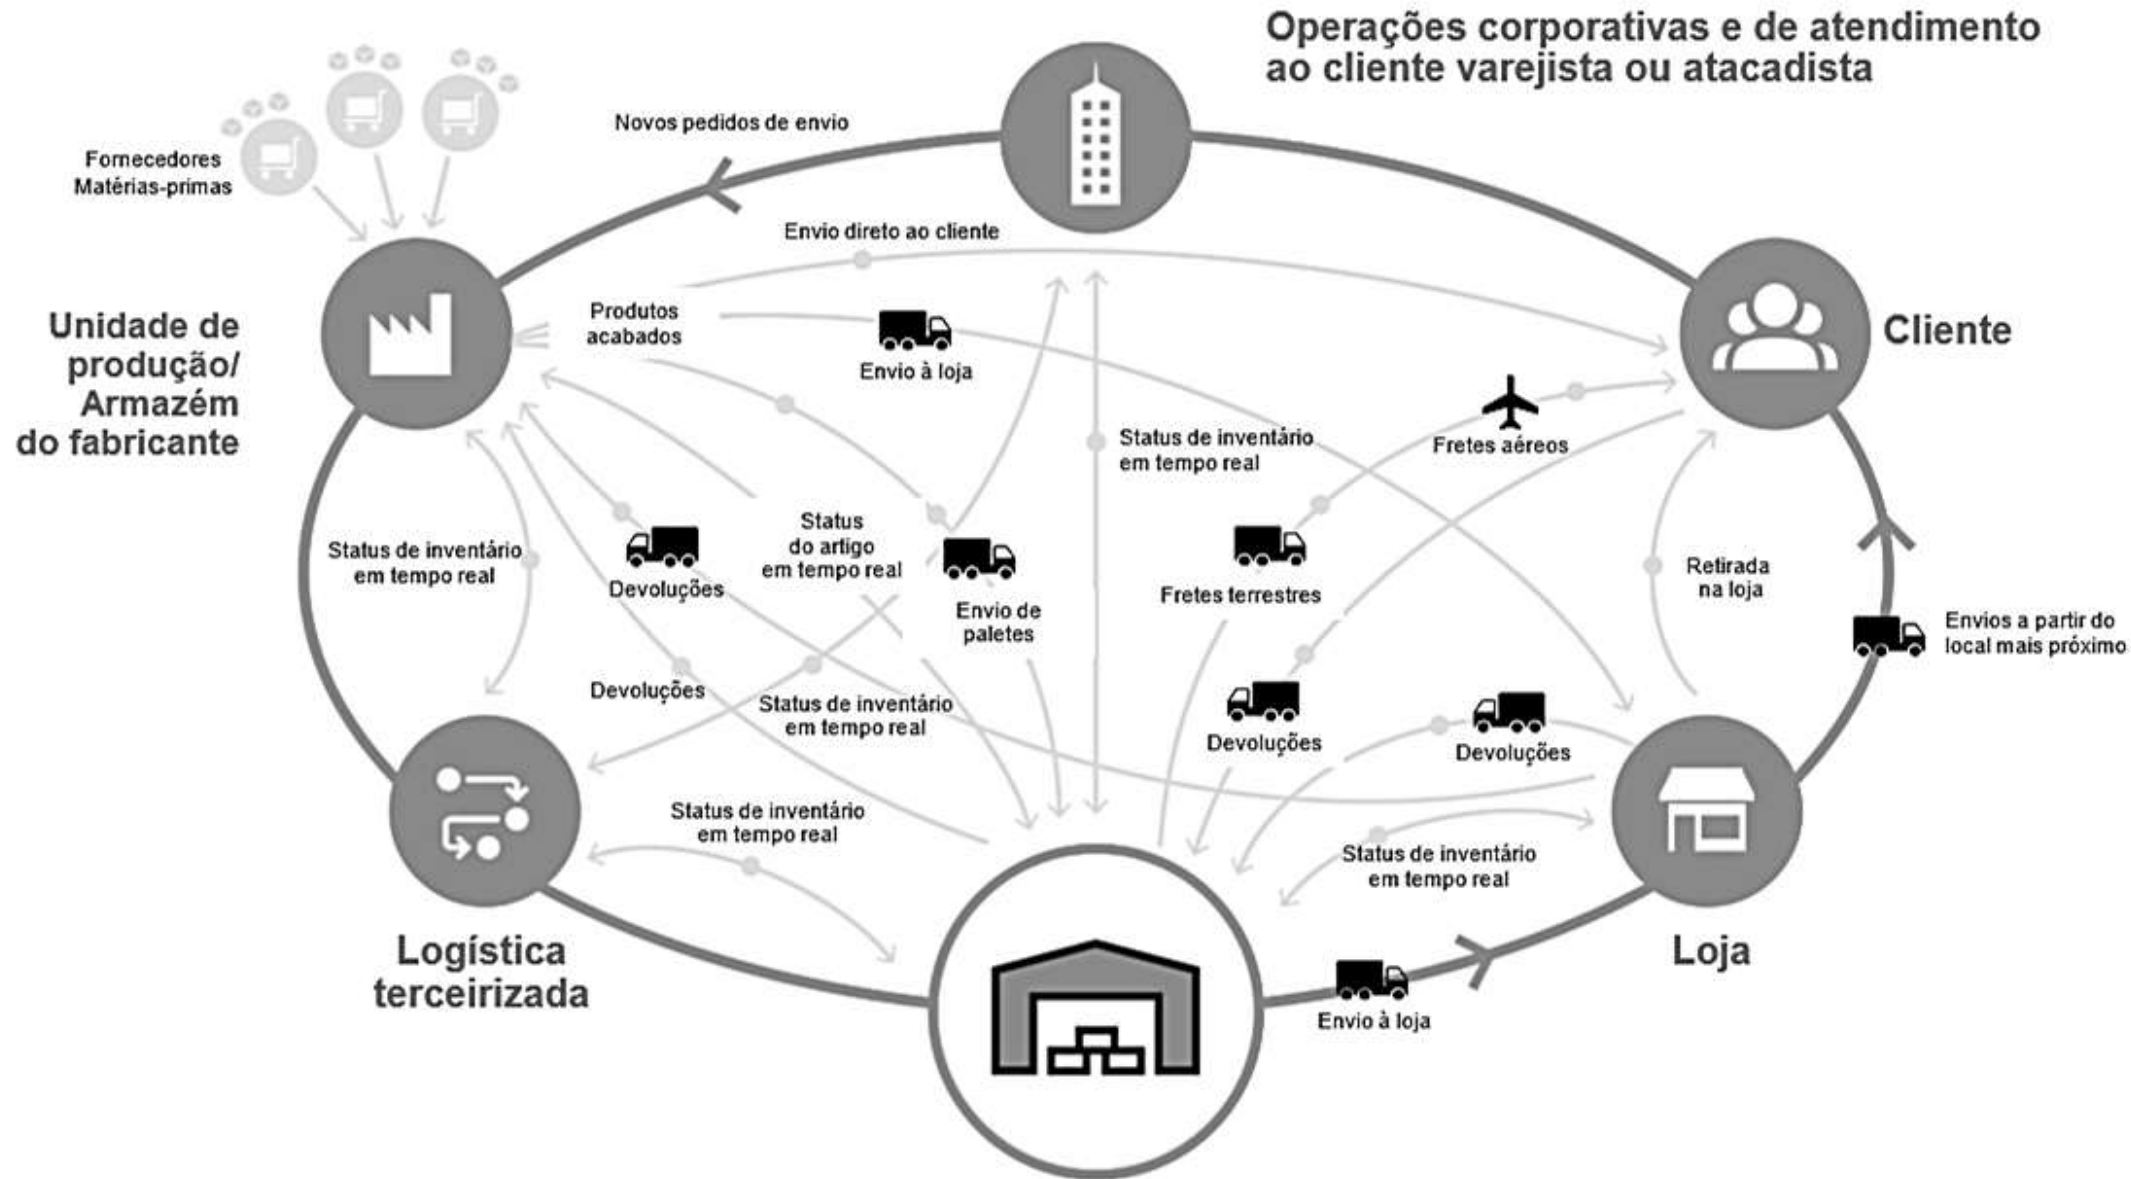 Operações corporativas e de atendimento
ao cliente varejista ou atacadista
Novos pedidos de envio
Fornecedores
Matérias-primas
Envio direto ao cliente
Produtos
acabados
Unidade de
produção/
Armazém
do fabricante
Cliente
Envio à loja
Status de inventário
em tempo real
Fretes aéreos
Status
do artigo
em tempo real
Status de inventário
em tempo real
Devoluções
Envio de
paletes
Fretes terrestres
Retirada
na loja
Envios a partir do
local mais próximo
Devoluções
Status de inventário
em tempo real
Devoluções
Devoluções
Status de inventário
em tempo real
Status de inventário
em tempo real
Logística
terceirizada
Loja
Envio à loja